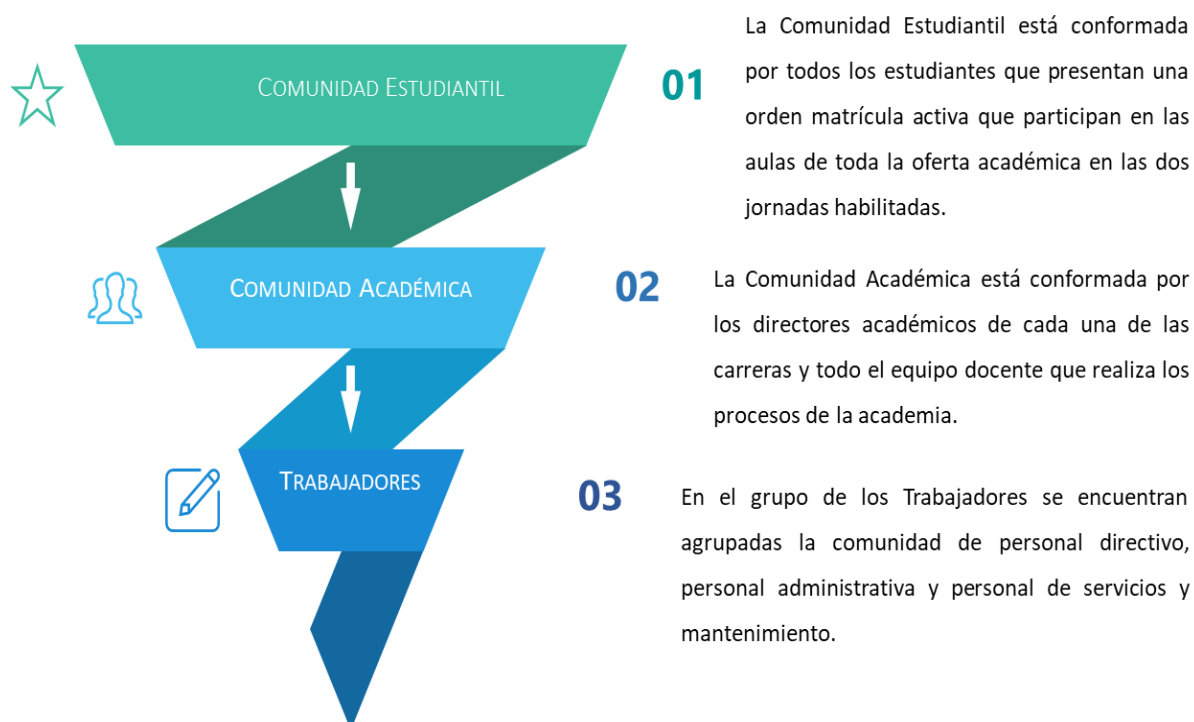 COMUNIDAD ESTUDIANTIL
01
La Comunidad Estudiantil está conformada
por todos los estudiantes que presentan una
orden matrícula activa que participan en las
aulas de toda la oferta académica en las dos
jornadas habilitadas.
COMUNIDAD ACADÉMICA
02
La Comunidad Académica está conformada por
los directores académicos de cada una de las
carreras y todo el equipo docente que realiza los
procesos de la academia.
TRABAJADORES
03
En el grupo de los Trabajadores se encuentran
agrupadas la comunidad de personal directivo,
personal administrativa y personal de servicios y
mantenimiento.